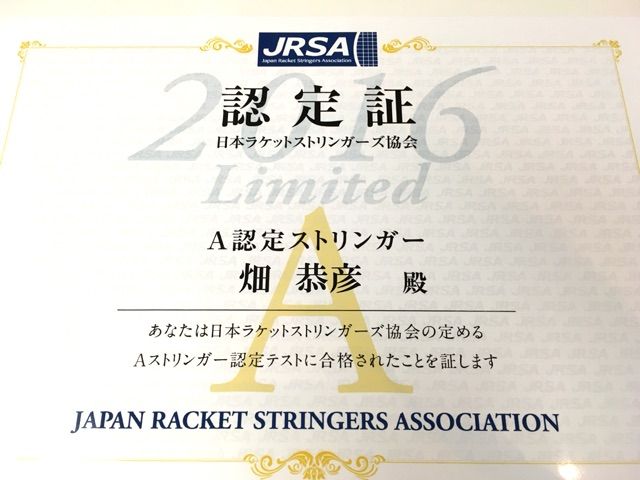 JRSA
Japan Racket Stringers Association
2016
認定証
日本ラケットストリンガーズ協会
Limited
A
A認定ストリンガー
畑 恭彦 殿
あなたは日本ラケットストリンガーズ協会の定める
Aストリンガー認定テストに合格されたことを証します
JAPAN RACKET STRINGERS ASSOCIATION